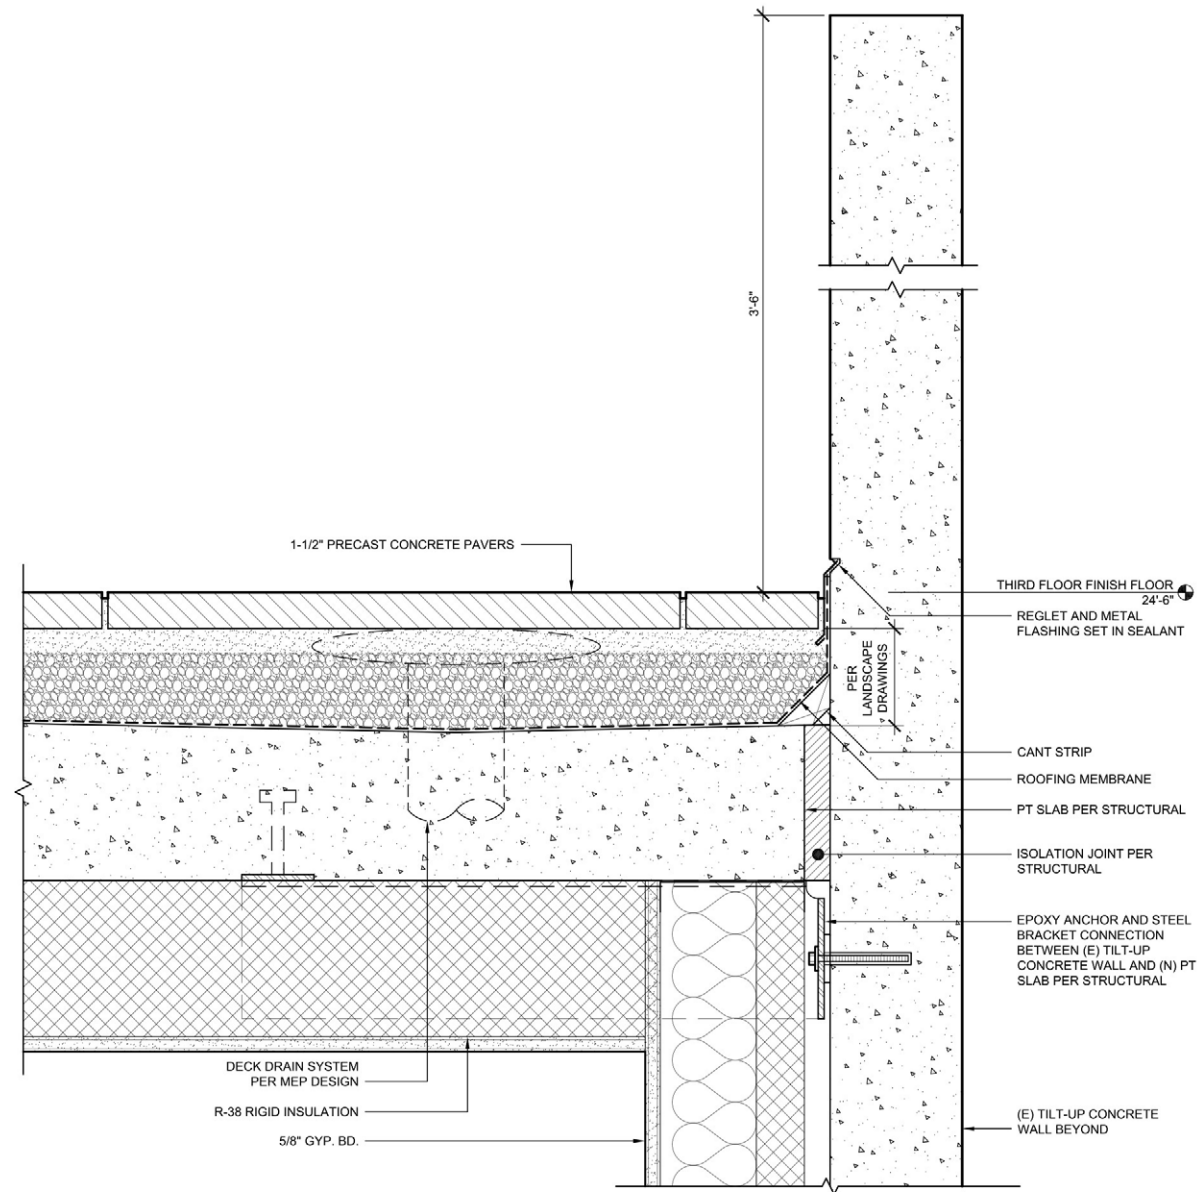 3'-6"
1-1/2" PRECAST CONCRETE PAVERS
THIRD FLOOR FINISH FLOOR
24'-6"
REGLET AND METAL
FLASHING SET IN SEALANT
PER
LANDSCAPE
DRAWINGS
CANT STRIP
ROOFING MEMBRANE
PT SLAB PER STRUCTURAL
ISOLATION JOINT PER
STRUCTURAL
EPOXY ANCHOR AND STEEL
BRACKET CONNECTION
BETWEEN (E) TILT-UP
CONCRETE WALL AND (N) PT
SLAB PER STRUCTURAL
DECK DRAIN SYSTEM
PER MEP DESIGN
R-38 RIGID INSULATION
5/8" GYP. BD.
(E) TILT-UP CONCRETE
WALL BEYOND